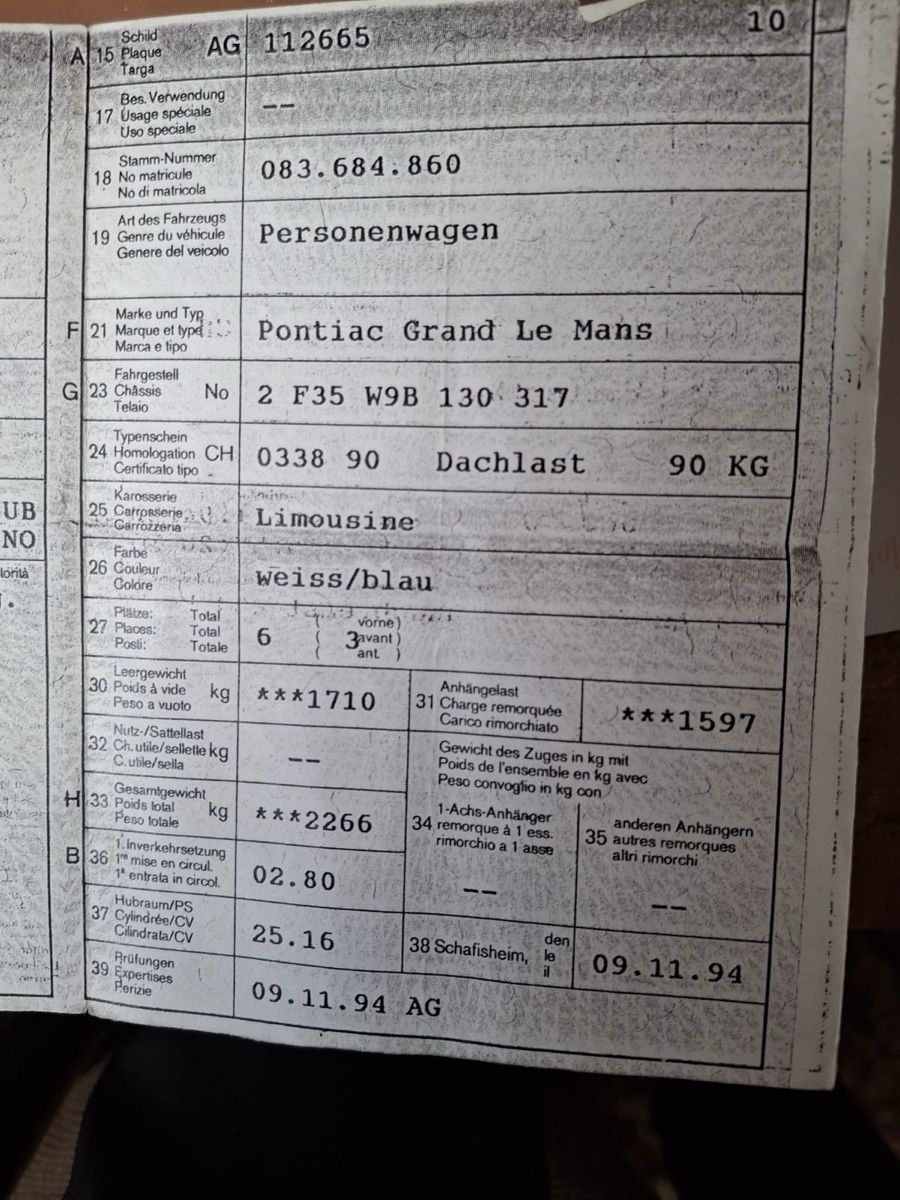 10
A 15 Schild AG 112665
Plaque
Targa
17 Bes. Verwendung --
Usage spéciale
Uso speciale
18 Stamm-Nummer 083.684.860
No matricule
No di matricola
19 Art des Fahrzeugs Personenwagen
Genre du véhicule
Genere del veicolo
F 21 Marke und Typ Pontiac Grand Le Mans
Marque et type
Marca e tipo
G 23 Fahrgestell No 2 F35 W9B 130 317
Châssis
Telaio
24 Typenschein CH 0338 90 Dachlast 90 KG
Homologation
Certificato tipo
25 Karosserie Limousine
Carrosserie
Carrozzeria
UB
NO
26 Farbe weiss/blau
Couleur
Colore
27 Plätze: Total 6 ( vorne)
Places: Total ( 3 avant )
Posti: Totale ( ant. )
30 Leergewicht kg ***1710
Poids à vide
Peso a vuoto
31 Anhängelast ***1597
Charge remorquée
Carico rimorchiato
32 Nutz-/Sattellast kg --
Ch. utile/sellette
C. utile/sella
Gewicht des Zuges in kg mit
Poids de l'ensemble en kg avec
Peso convoglio in kg con
H 33 Gesamtgewicht kg ***2266
Poids total
Peso totale
34 1-Achs-Anhänger
remorque à 1 ess.
rimorchio a 1 asse
--
35 anderen Anhängern
autres remorques
altri rimorchi
--
B 36 1. Inverkehrsetzung 02.80
1re mise en circul.
1a entrata in circol.
37 Hubraum/PS 25.16
Cylindrée/CV
Cilindrata/CV
38 Schafisheim, den 09.11.94
le
il
39 Prüfungen 09.11.94 AG
Expertises
Perizie